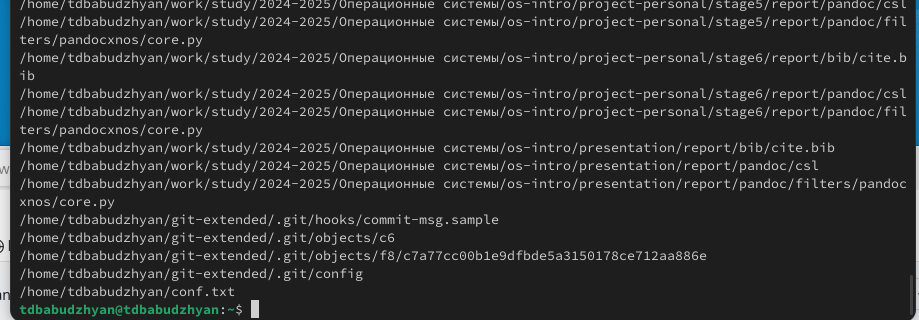 /home/tdbabudzhyan/work/study/2024-2025/Операционные системы/os-intro/project-personal/stage5/report/pandoc/csl
/home/tdbabudzhyan/work/study/2024-2025/Операционные системы/os-intro/project-personal/stage5/report/pandoc/fil
ters/pandocxnos/core.py
/home/tdbabudzhyan/work/study/2024-2025/Операционные системы/os-intro/project-personal/stage6/report/bib/cite.b
ib
/home/tdbabudzhyan/work/study/2024-2025/Операционные системы/os-intro/project-personal/stage6/report/pandoc/csl
/home/tdbabudzhyan/work/study/2024-2025/Операционные системы/os-intro/project-personal/stage6/report/pandoc/fil
ters/pandocxnos/core.py
/home/tdbabudzhyan/work/study/2024-2025/Операционные системы/os-intro/presentation/report/bib/cite.bib
/home/tdbabudzhyan/work/study/2024-2025/Операционные системы/os-intro/presentation/report/pandoc/csl
/home/tdbabudzhyan/work/study/2024-2025/Операционные системы/os-intro/presentation/report/pandoc/filters/pandoc
xnos/core.py
/home/tdbabudzhyan/git-extended/.git/hooks/commit-msg.sample
/home/tdbabudzhyan/git-extended/.git/objects/c6
/home/tdbabudzhyan/git-extended/.git/objects/f8/c7a77cc00b1e9dfbde5a3150178ce712aa886e
/home/tdbabudzhyan/git-extended/.git/config
/home/tdbabudzhyan/conf.txt
tdbabudzhyan@tdbabudzhyan:~$